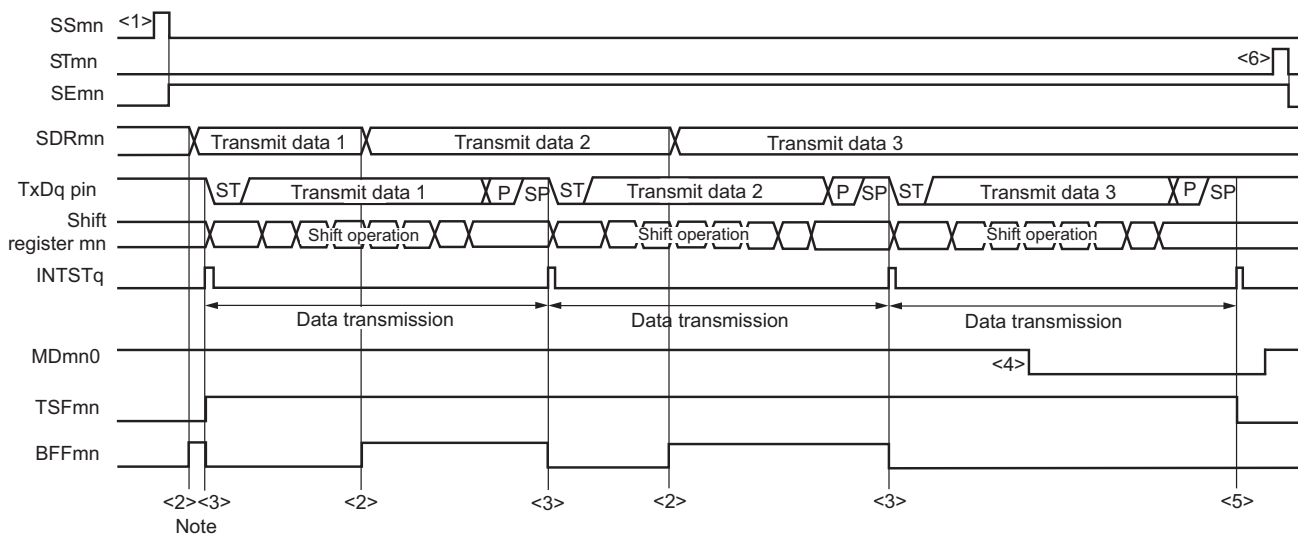 SSmn <1>
STmn <6>
SEmn
SDRmn Transmit data 1 Transmit data 2 Transmit data 3
TxDq pin ST Transmit data 1 P SP ST Transmit data 2 P SP ST Transmit data 3 P SP
Shift
register mn Shift operation Shift operation Shift operation
INTSTq
Data transmission Data transmission Data transmission
MDmn0 <4>
TSFmn
BFFmn
<2> <3> <2> <3> <2> <3> <5>
Note